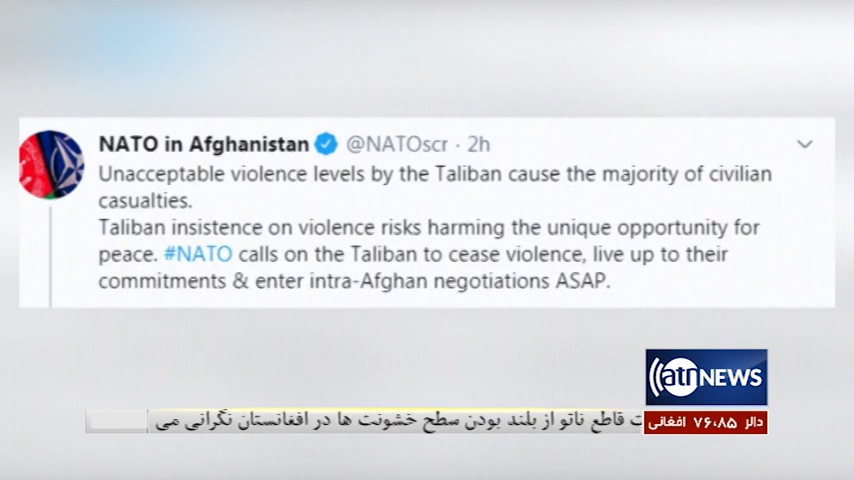 NATO in Afghanistan @NATOscr · 2h
Unacceptable violence levels by the Taliban cause the majority of civilian
casualties.
Taliban insistence on violence risks harming the unique opportunity for
peace. #NATO calls on the Taliban to cease violence, live up to their
commitments & enter intra-Afghan negotiations ASAP.
atn NEWS
دالر ۷۶،۸۵ افغانی
قاطع ناتو از بلند بودن سطح خشونت ها در افغانستان نگرانی می